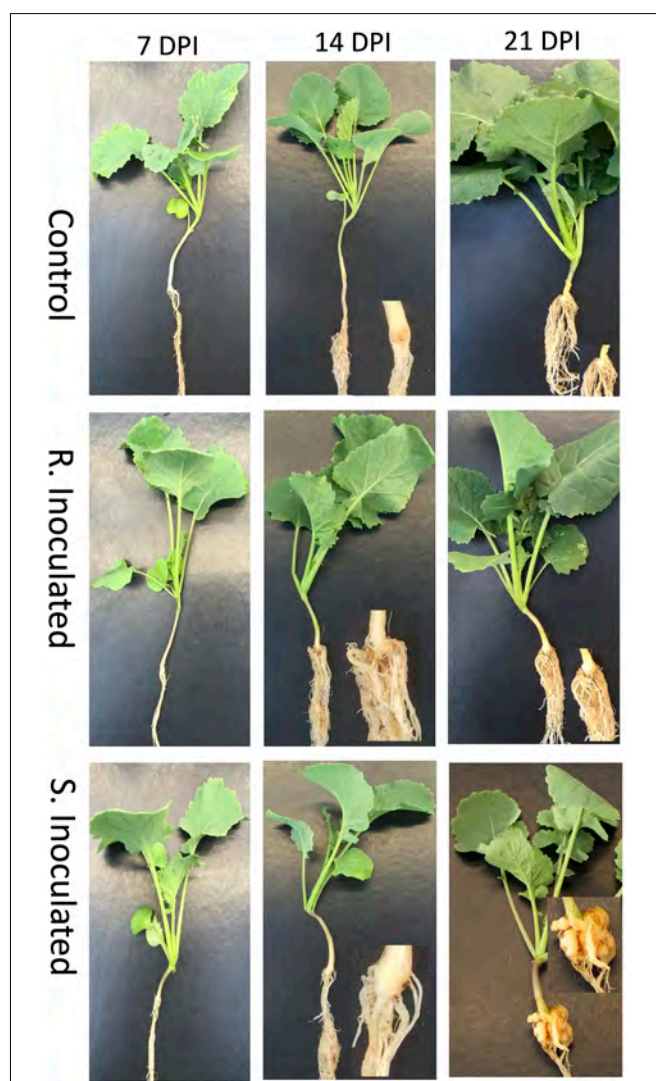 7 DPI
14 DPI
21 DPI
Control
R. Inoculated
S. Inoculated